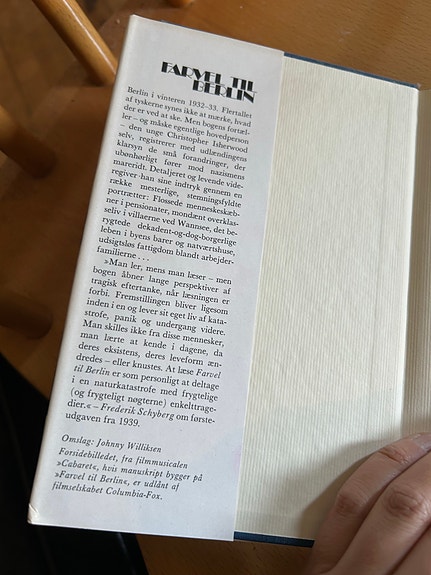 FARVEL TIL
BERLIN
Berlin i vinteren 1932–33. Flertallet
af tyskerne synes ikke at mærke, hvad
der er ved at ske. Men bogens fortæl-
ler – og måske egentlige hovedperson
– den unge Christopher Isherwood
selv, registrerer med udlændingens
klarsyn de små forandringer, der
ubønhørligt fører mod nazismens
mareridt. Detaljeret og levende vide-
regiver han sine indtryk gennem en
række mesterlige, stemningsfyldte
portrætter: Flossede menneskeskæb-
ner i pensionater, mondænt overklas-
seliv i villaerne ved Wannsee, det be-
rygtede dekadent-og-dog-borgerlige
leben i byens barer og natværtshuse,
udsigtsløs fattigdom blandt arbejder-
familierne . . .
»Man ler, mens man læser – men
bogen åbner lange perspektiver af
tragisk eftertanke, når læsningen er
forbi. Fremstillingen bliver ligesom
inden i en og lever sit eget liv af kata-
strofe, panik og undergang videre.
Man skilles ikke fra disse mennesker,
man lærte at kende i dagene, da
deres eksistens, deres leveform æn-
dredes – eller knustes. At læse Farvel
til Berlin er som personligt at deltage
i en naturkatastrofe med frygtelige
(og frygteligt nøgterne) enkelttrage-
dier.« – Frederik Schyberg om første-
udgaven fra 1939.
Omslag: Johnny Williksen
Forsidebilledet, fra filmmusicalen
»Cabaret«, hvis manuskript bygger på
»Farvel til Berlin«, er udlånt af
filmselskabet Columbia-Fox.